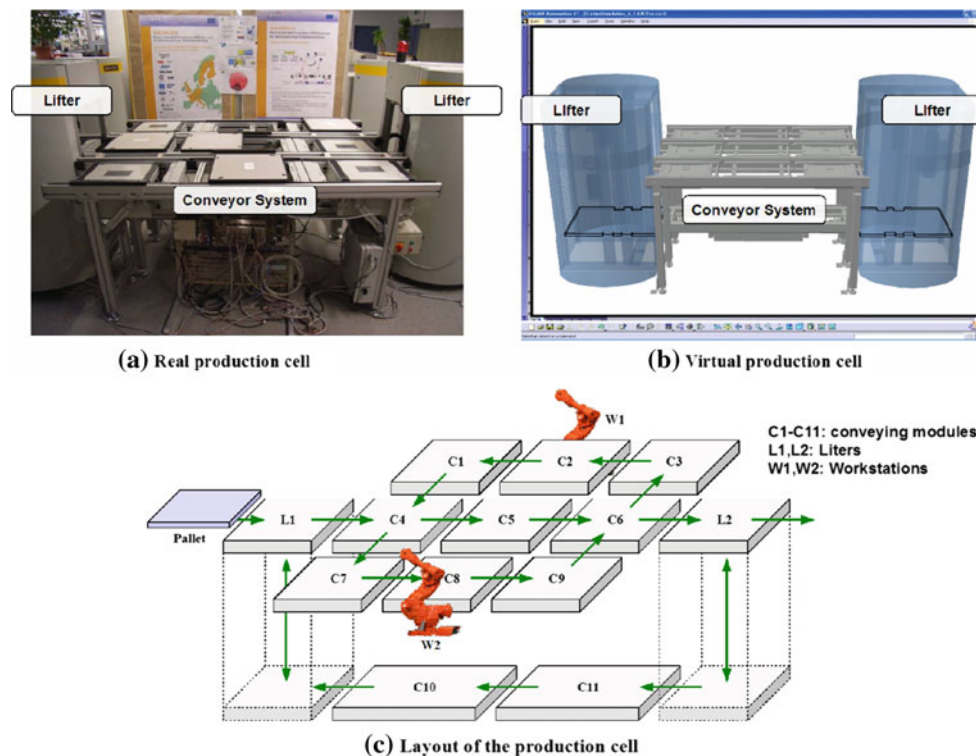 Lifter
Lifter
Conveyor System
(a) Real production cell
Lifter
Lifter
Conveyor System
(b) Virtual production cell
W1
C1-C11: conveying modules
L1,L2: Liters
W1,W2: Workstations
C1
C2
C3
Pallet
L1
C4
C5
C6
L2
C7
C8
C9
W2
C10
C11
(c) Layout of the production cell